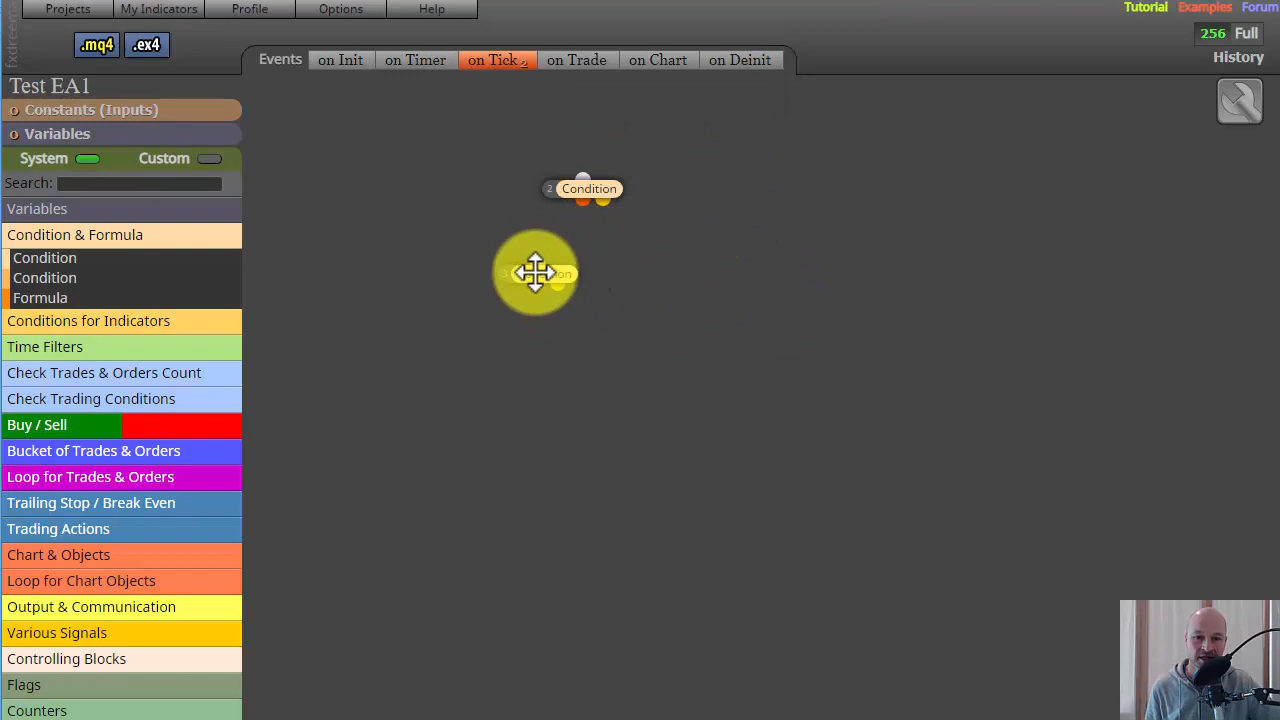 Projects
My Indicators
Profile
Options
Help
Tutorial
Examples
Forum
fxdreema
.mq4
.ex4
Events
on Init
on Timer
on Tick 2
on Trade
on Chart
on Deinit
256 Full
History
Test EA1
Constants (Inputs)
Variables
System
Custom
Search:
Variables
Condition & Formula
Condition
Condition
Formula
Conditions for Indicators
Time Filters
Check Trades & Orders Count
Check Trading Conditions
Buy / Sell
Bucket of Trades & Orders
Loop for Trades & Orders
Trailing Stop / Break Even
Trading Actions
Chart & Objects
Loop for Chart Objects
Output & Communication
Various Signals
Controlling Blocks
Flags
Counters
2 Condition